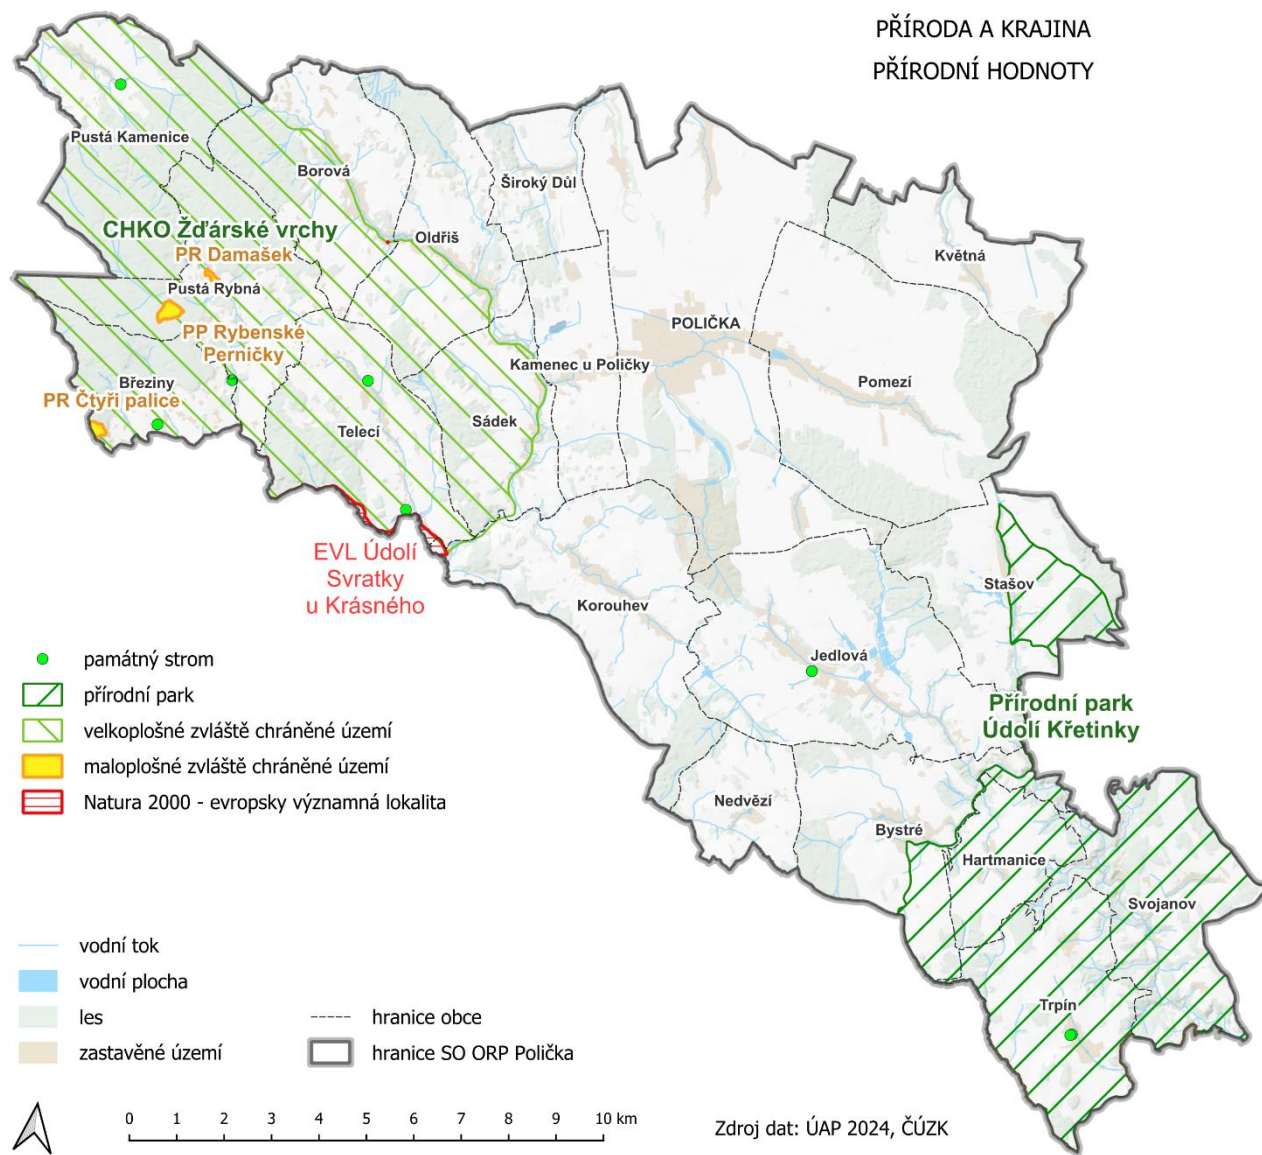 PŘÍRODA A KRAJINA
PŘÍRODNÍ HODNOTY
Pustá Kamenice
Borová
Široký Důl
CHKO Žďárské vrchy
Oldřiš
PR Damašek
Květná
Pustá Rybná
POLIČKA
PP Rybenské
Perničky
Kamenec u Poličky
Březiny
Pomezí
PR Čtyři palice
Sádek
Telecí
EVL Údolí
Svratky
u Krásného
Stašov
Korouhev
Jedlová
památný strom
přírodní park
velkoplošné zvláště chráněné území
maloplošné zvláště chráněné území
Natura 2000 - evropsky významná lokalita
Přírodní park
Údolí Křetinky
Nedvězí
Bystré
Hartmanice
Svojanov
Trpín
vodní tok
vodní plocha
les
zastavěné území
hranice obce
hranice SO ORP Polička
0 1 2 3 4 5 6 7 8 9 10 km
Zdroj dat: ÚAP 2024, ČÚZK